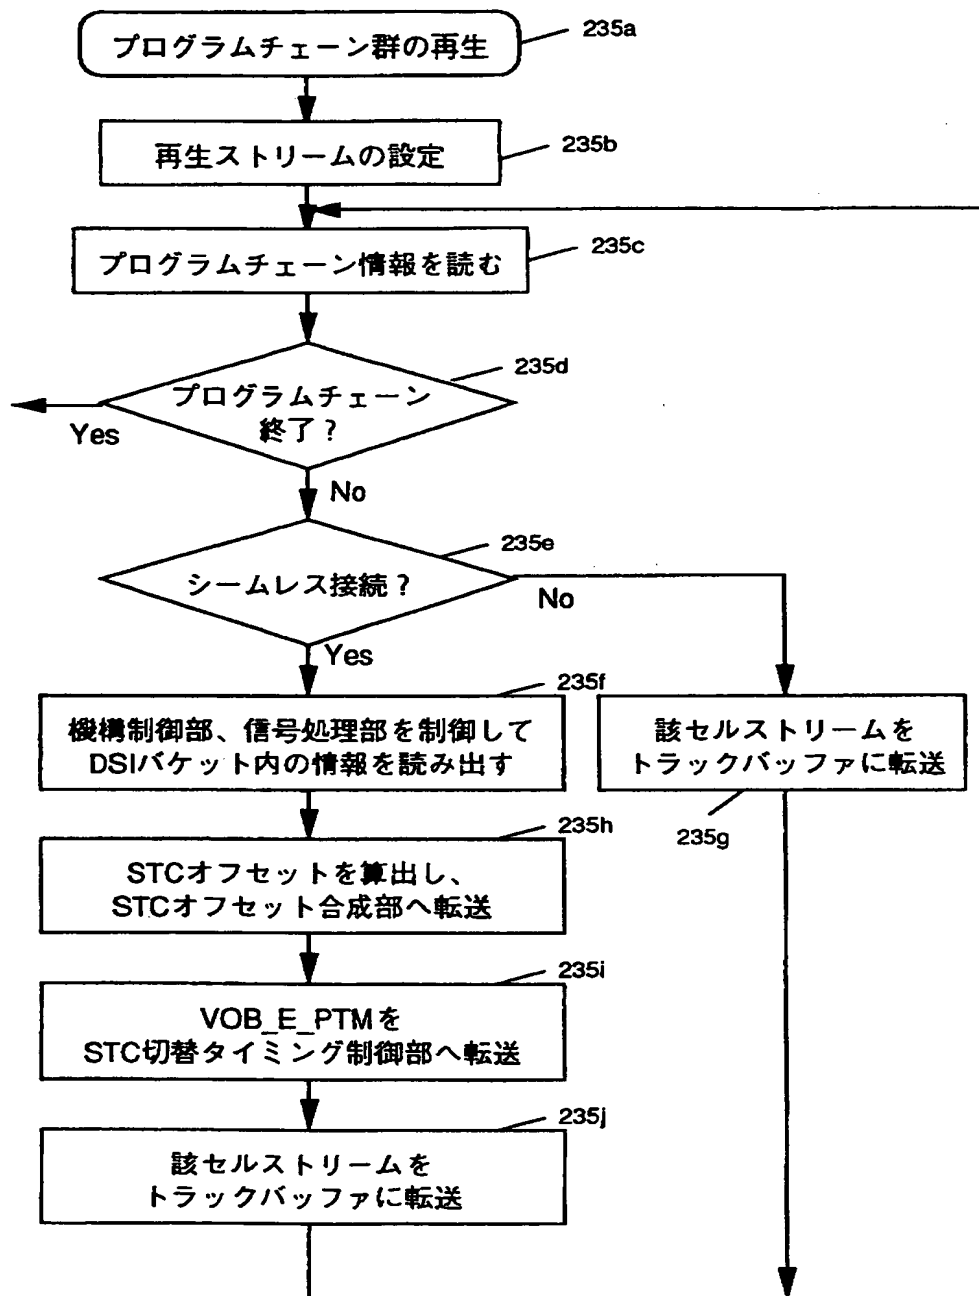 プログラムチェーン群の再生
235a
再生ストリームの設定
235b
プログラムチェーン情報を読む
235c
プログラムチェーン
終了?
235d
Yes
No
シームレス接続?
235e
No
Yes
機構制御部、信号処理部を制御して
DSIパケット内の情報を読み出す
235f
該セルストリームを
トラックバッファに転送
235g
STCオフセットを算出し、
STCオフセット合成部へ転送
235h
VOB_E_PTMを
STC切替タイミング制御部へ転送
235i
該セルストリームを
トラックバッファに転送
235j